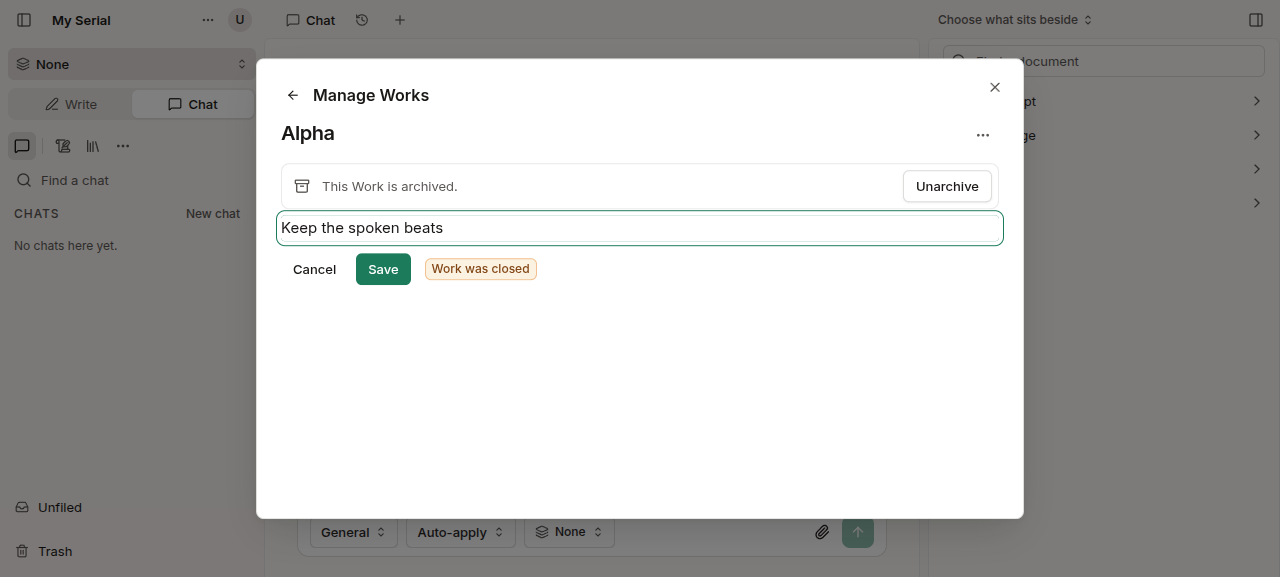 My Serial
U
Chat
Choose what sits beside
None
Write
Chat
Find a chat
CHATS
New chat
No chats here yet.
Unfiled
Trash
Manage Works
Alpha
This Work is archived.
Unarchive
Keep the spoken beats
Cancel
Save
Work was closed
General
Auto-apply
None